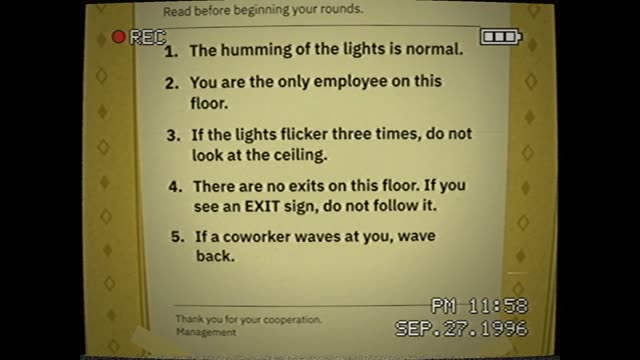 Read before beginning your rounds.
REC
1. The humming of the lights is normal.
2. You are the only employee on this
floor.
3. If the lights flicker three times, do not
look at the ceiling.
4. There are no exits on this floor. If you
see an EXIT sign, do not follow it.
5. If a coworker waves at you, wave
back.
Thank you for your cooperation.
Management
PM 11:58
SEP.27.1996